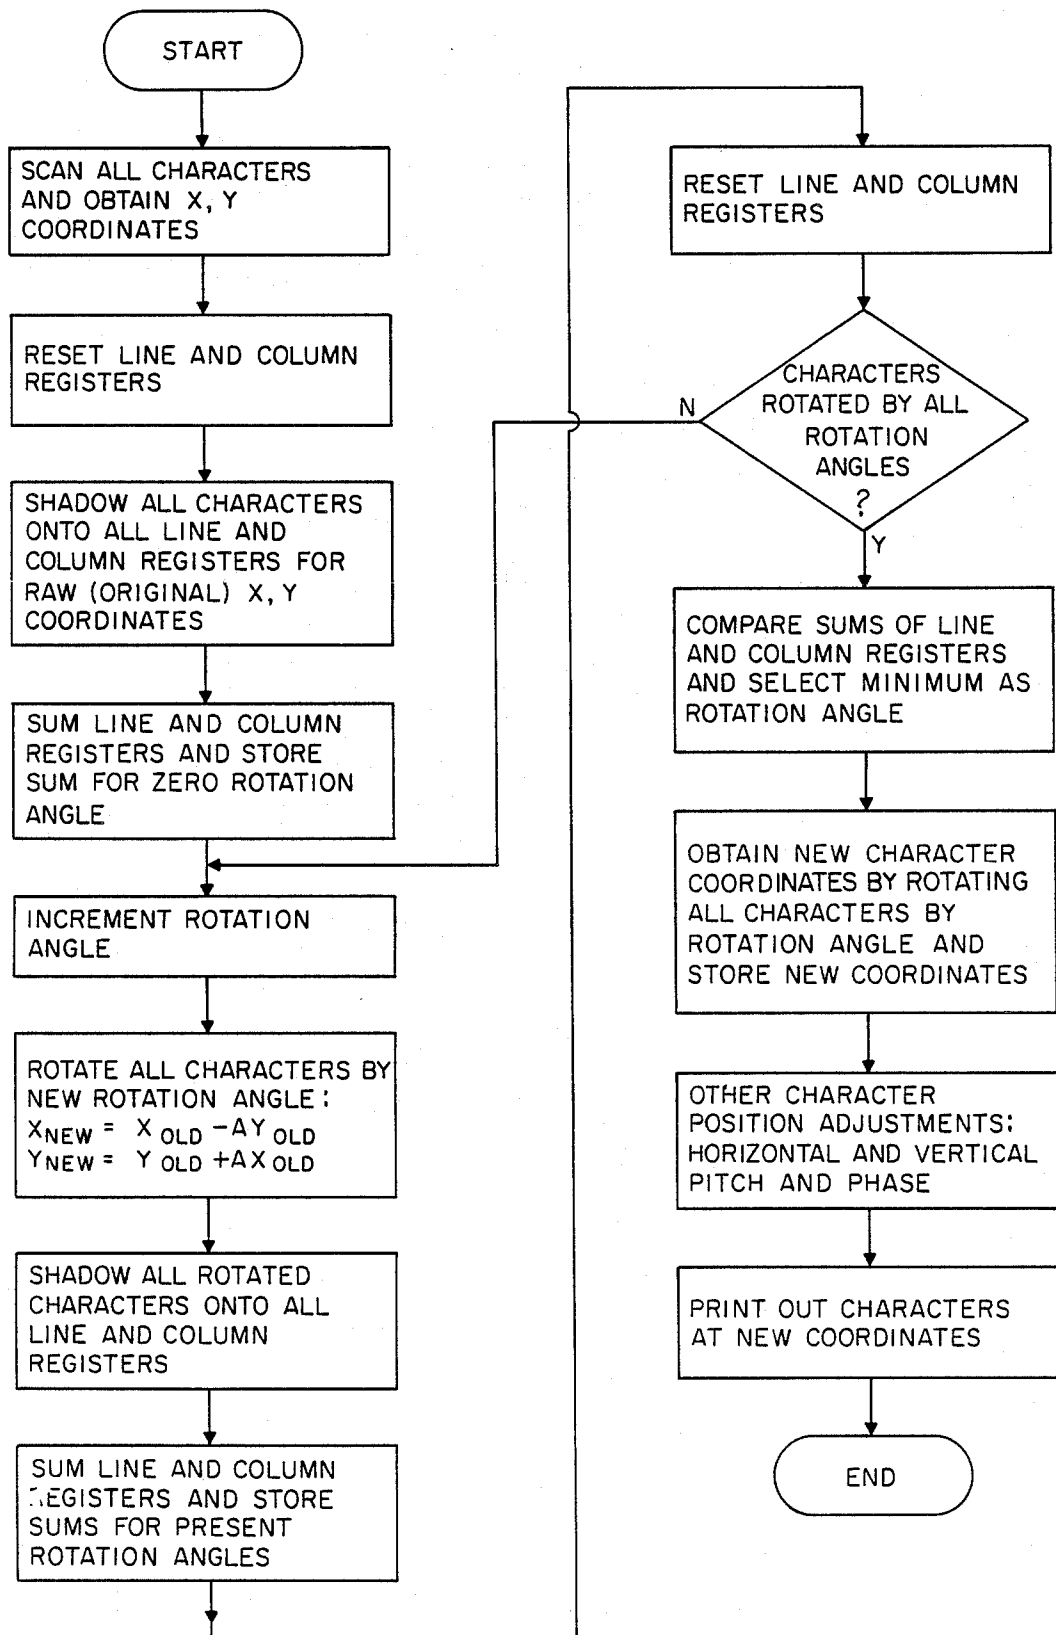 START
SCAN ALL CHARACTERS
AND OBTAIN X, Y
COORDINATES
RESET LINE AND COLUMN
REGISTERS
SHADOW ALL CHARACTERS
ONTO ALL LINE AND
COLUMN REGISTERS FOR
RAW (ORIGINAL) X, Y
COORDINATES
SUM LINE AND COLUMN
REGISTERS AND STORE
SUM FOR ZERO ROTATION
ANGLE
INCREMENT ROTATION
ANGLE
ROTATE ALL CHARACTERS BY
NEW ROTATION ANGLE:
XNEW = X OLD -AY OLD
YNEW = Y OLD +AX OLD
SHADOW ALL ROTATED
CHARACTERS ONTO ALL
LINE AND COLUMN
REGISTERS
SUM LINE AND COLUMN
REGISTERS AND STORE
SUMS FOR PRESENT
ROTATION ANGLES
RESET LINE AND COLUMN
REGISTERS
CHARACTERS
ROTATED BY ALL
ROTATION
ANGLES
?
N
Y
COMPARE SUMS OF LINE
AND COLUMN REGISTERS
AND SELECT MINIMUM AS
ROTATION ANGLE
OBTAIN NEW CHARACTER
COORDINATES BY ROTATING
ALL CHARACTERS BY
ROTATION ANGLE AND
STORE NEW COORDINATES
OTHER CHARACTER
POSITION ADJUSTMENTS:
HORIZONTAL AND VERTICAL
PITCH AND PHASE
PRINT OUT CHARACTERS
AT NEW COORDINATES
END